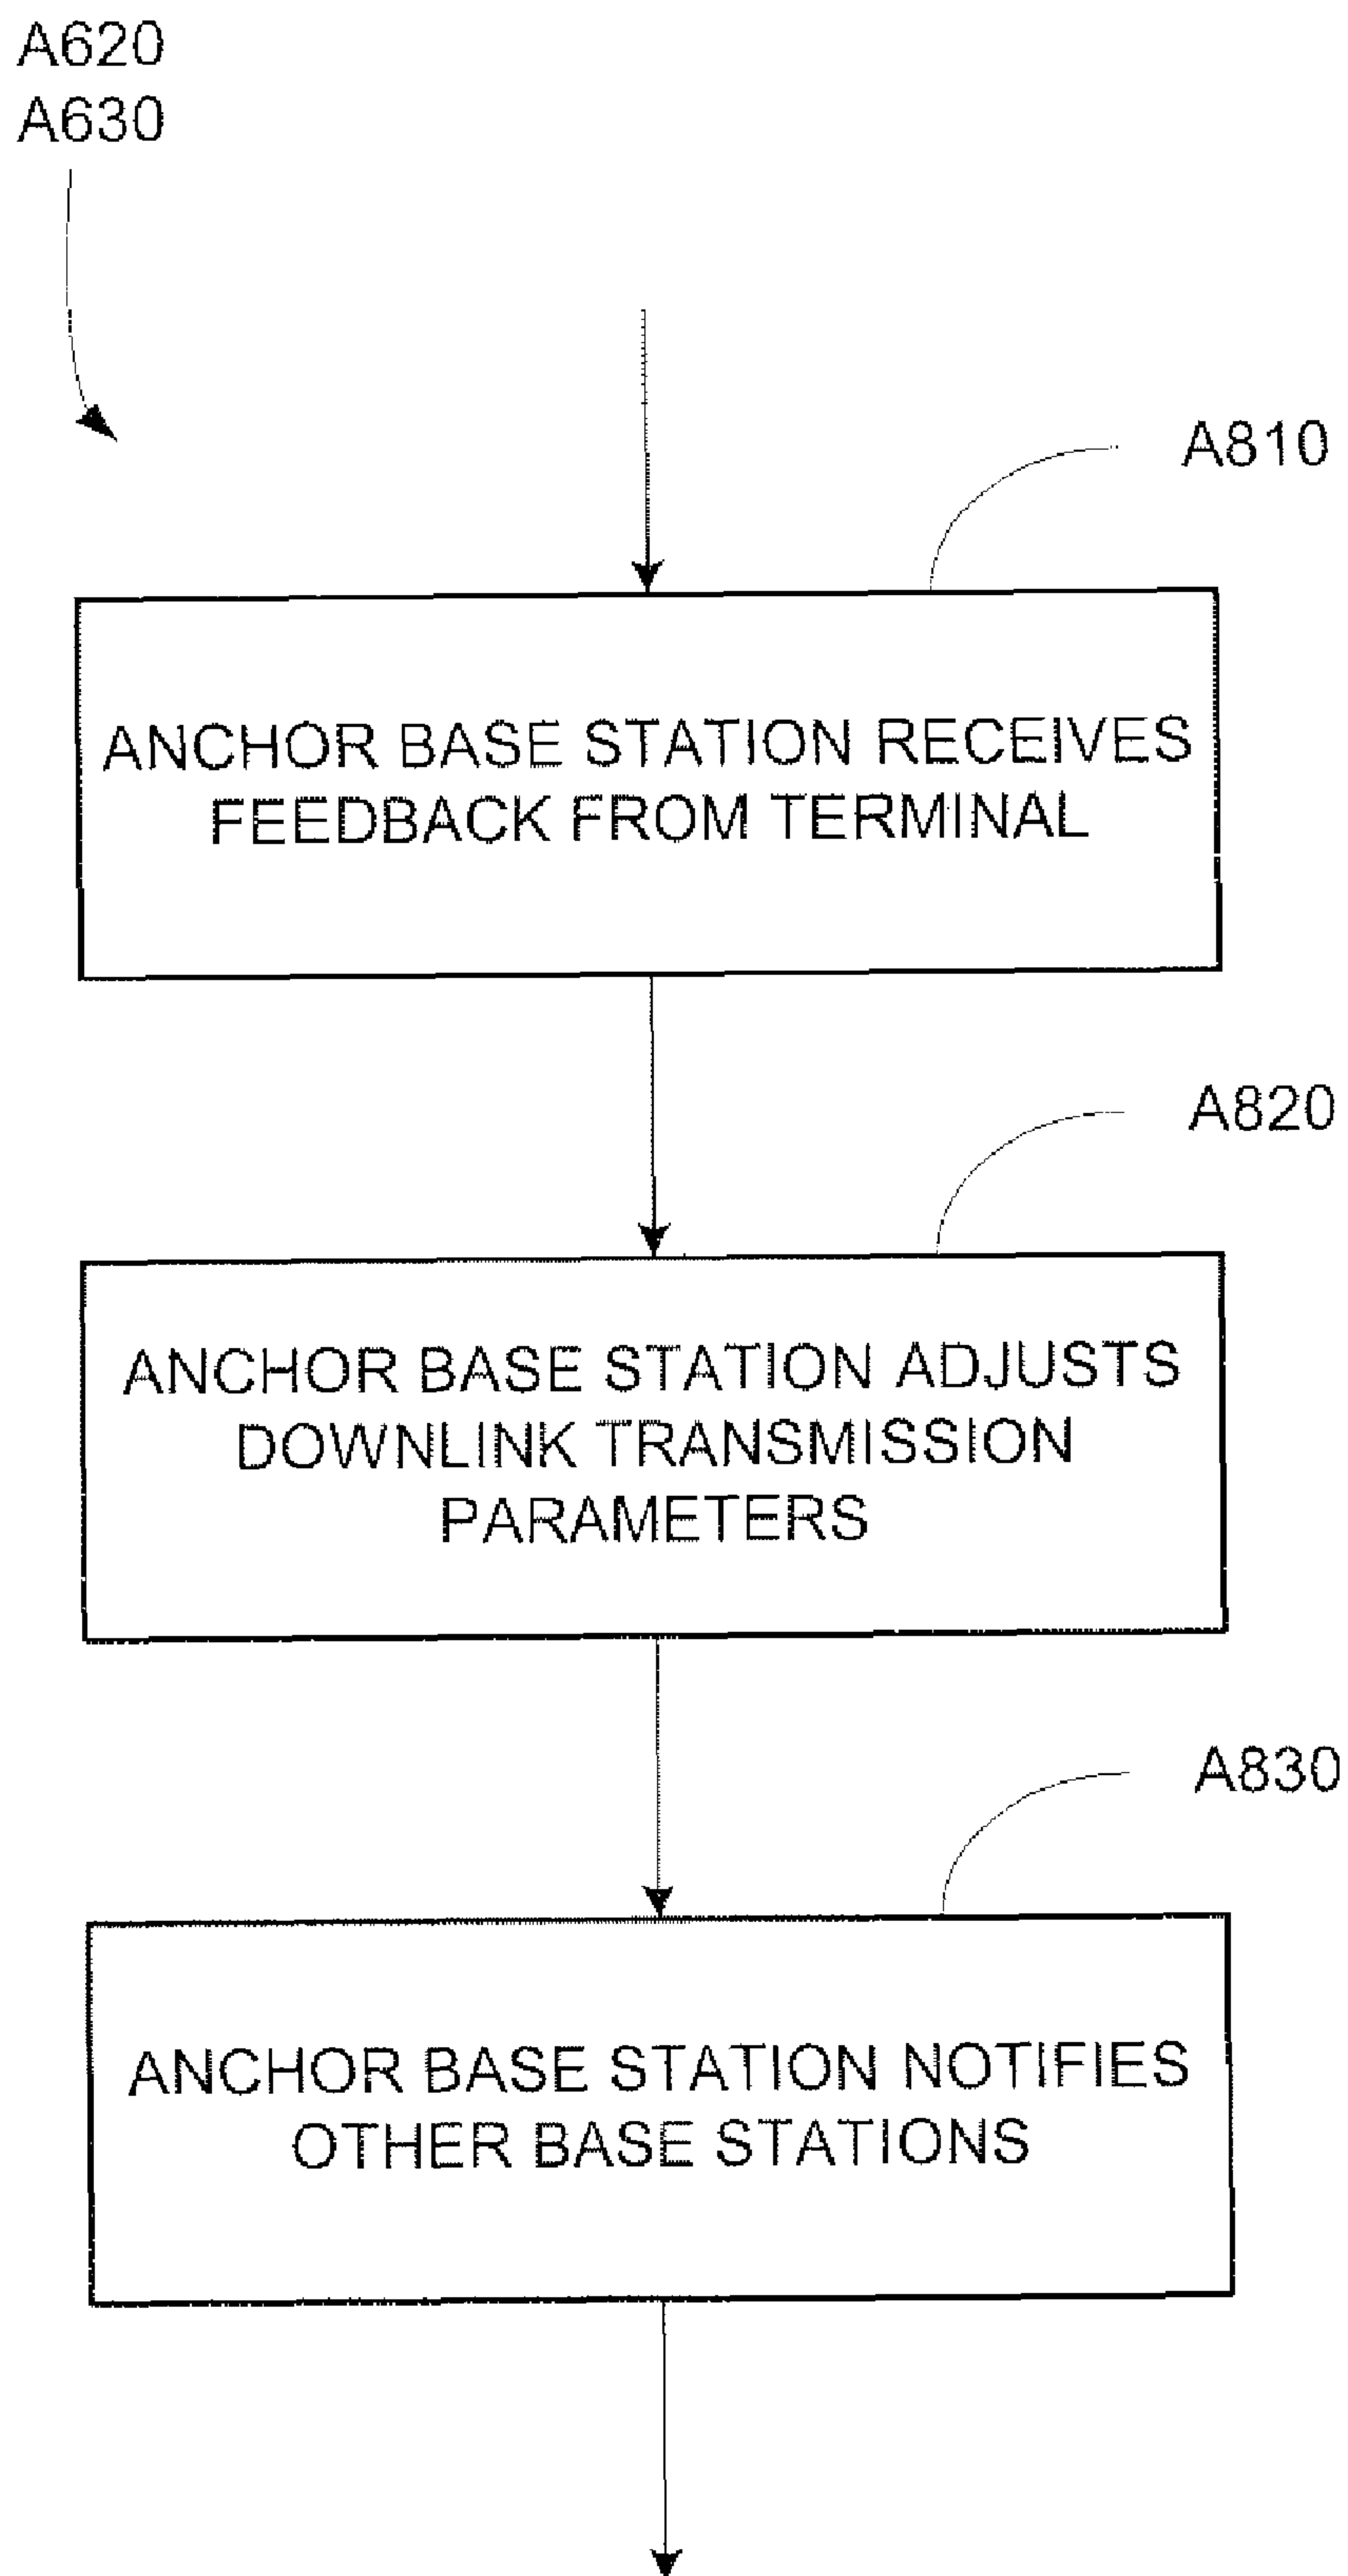 A620
A630
A810
ANCHOR BASE STATION RECEIVES
FEEDBACK FROM TERMINAL
A820
ANCHOR BASE STATION ADJUSTS
DOWNLINK TRANSMISSION
PARAMETERS
A830
ANCHOR BASE STATION NOTIFIES
OTHER BASE STATIONS